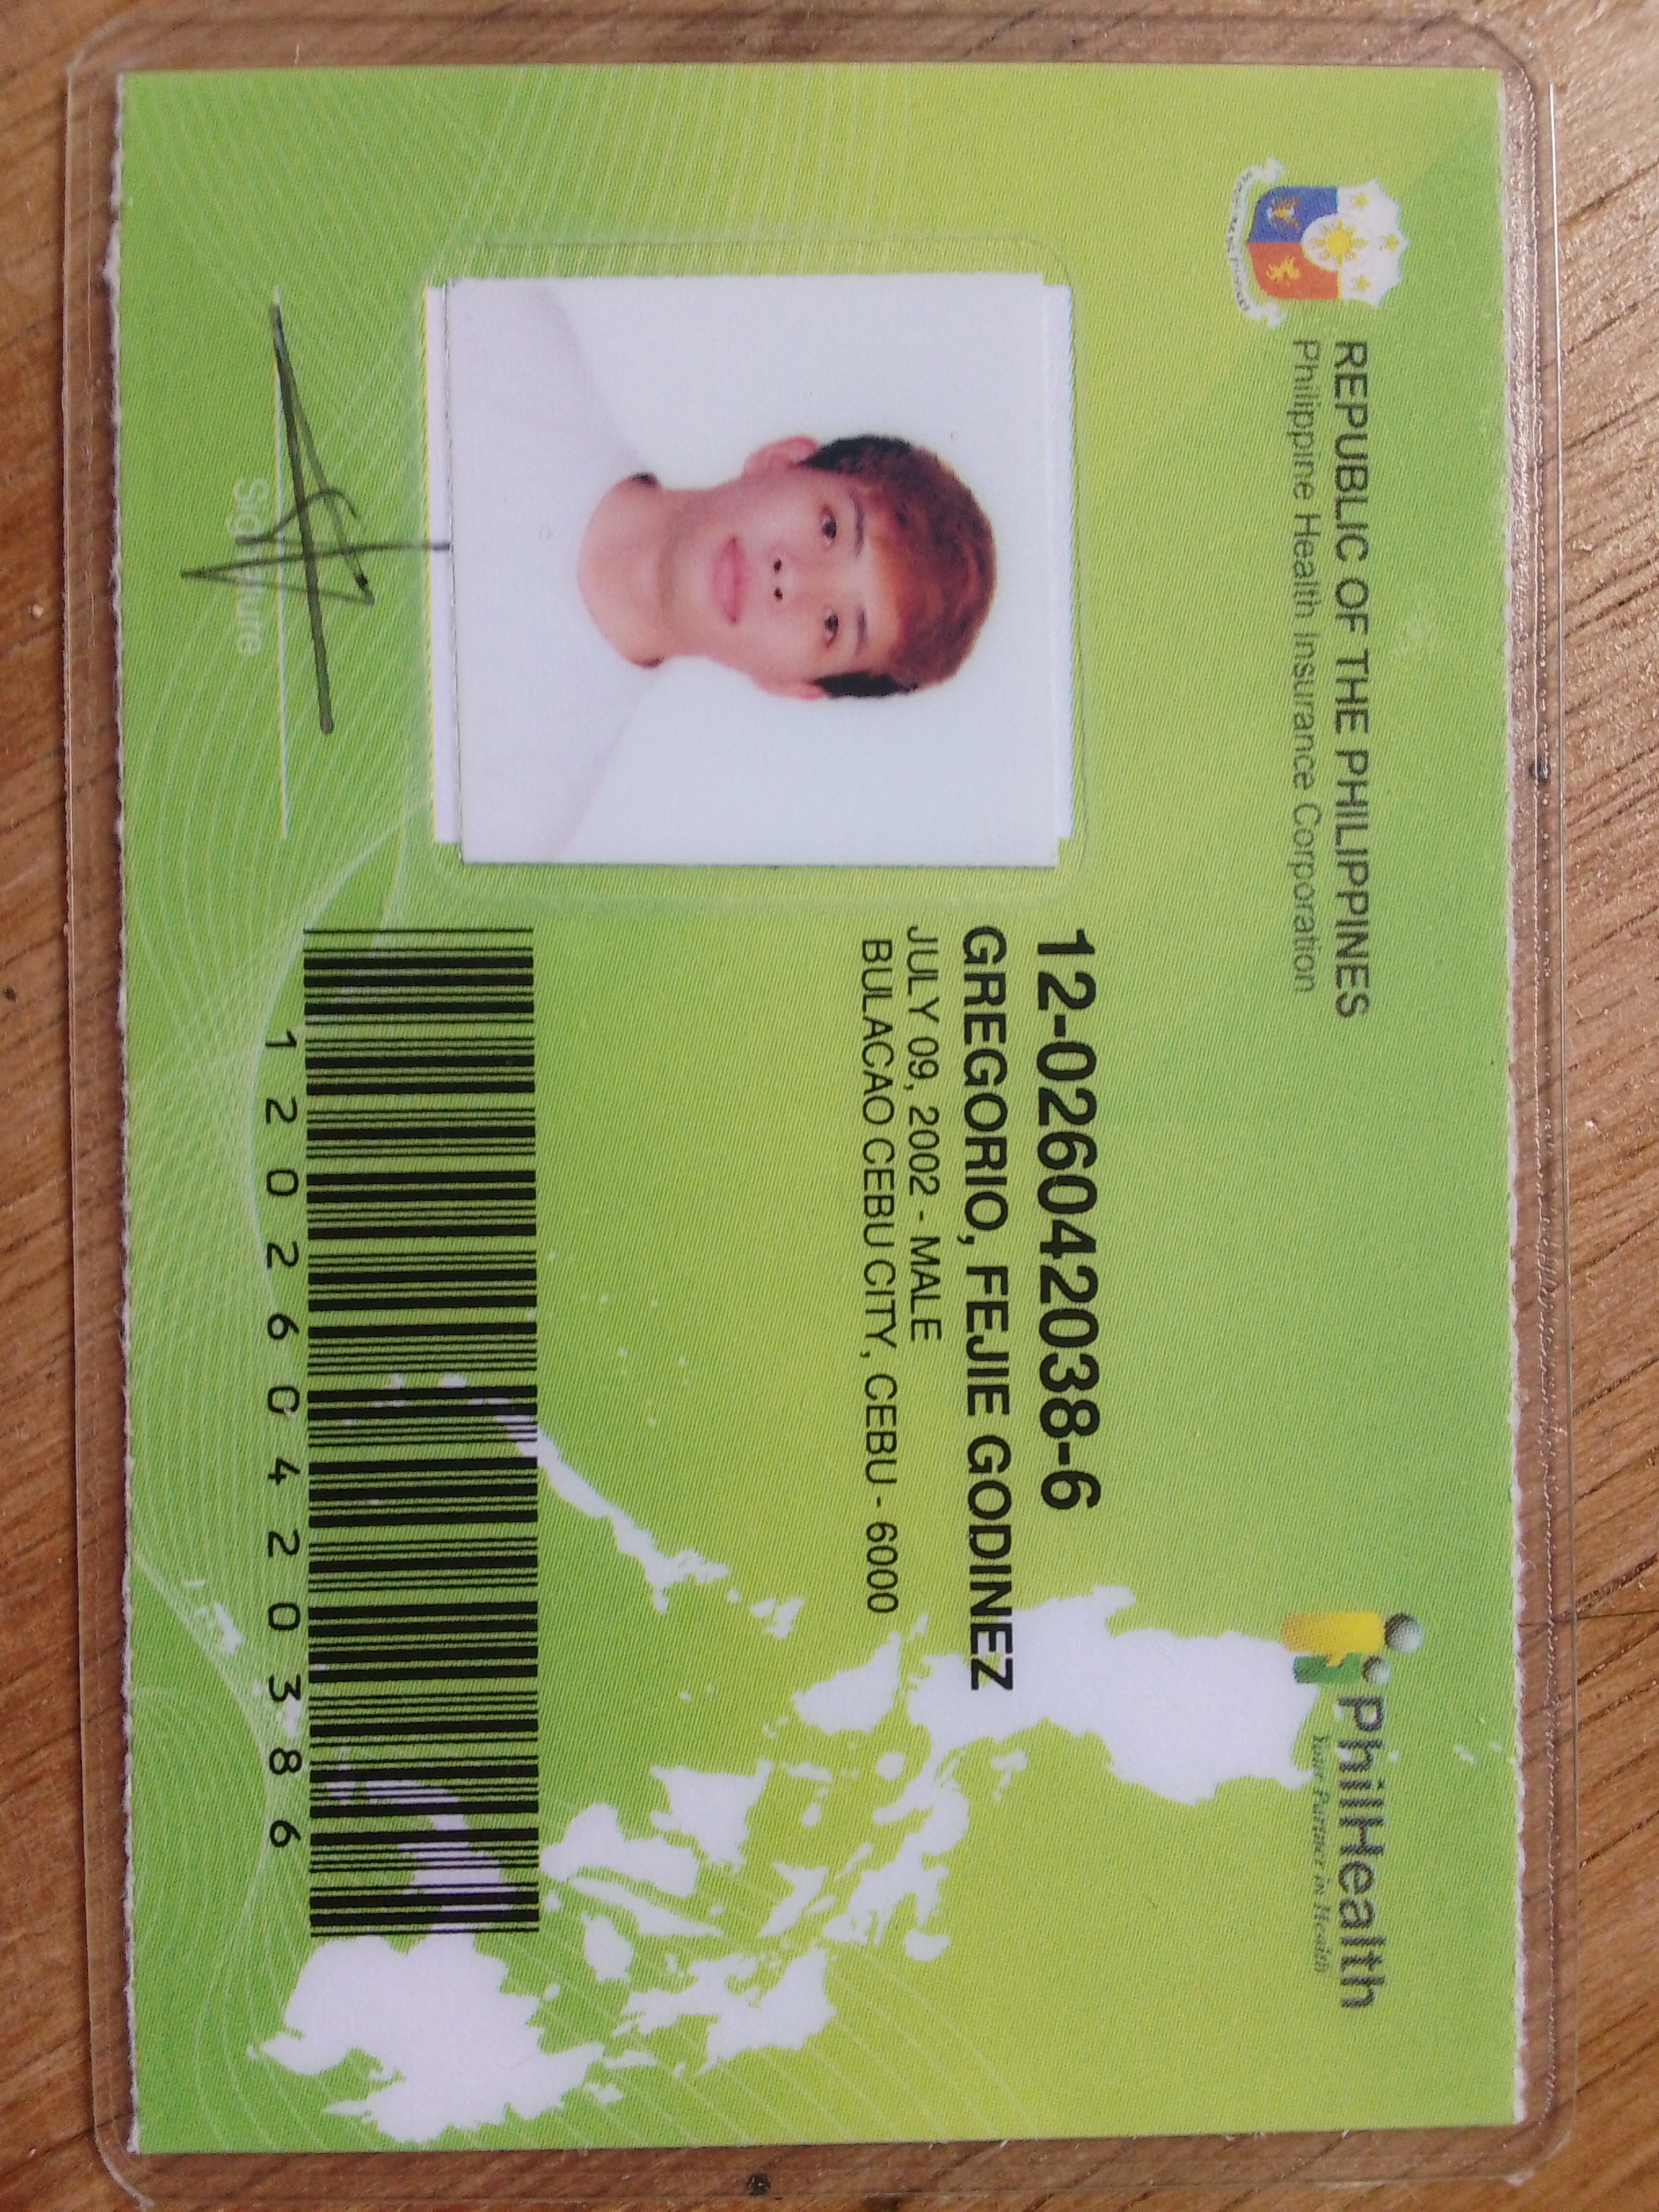 REPUBLIC OF THE PHILIPPINES
Philippine Health Insurance Corporation
PhilHealth
Your Partner in Health
12-026042038-6
GREGORIO, FEJIE GODINEZ
JULY 09, 2002 - MALE
BULACAO CEBU CITY, CEBU - 6000
120260420386
Signature